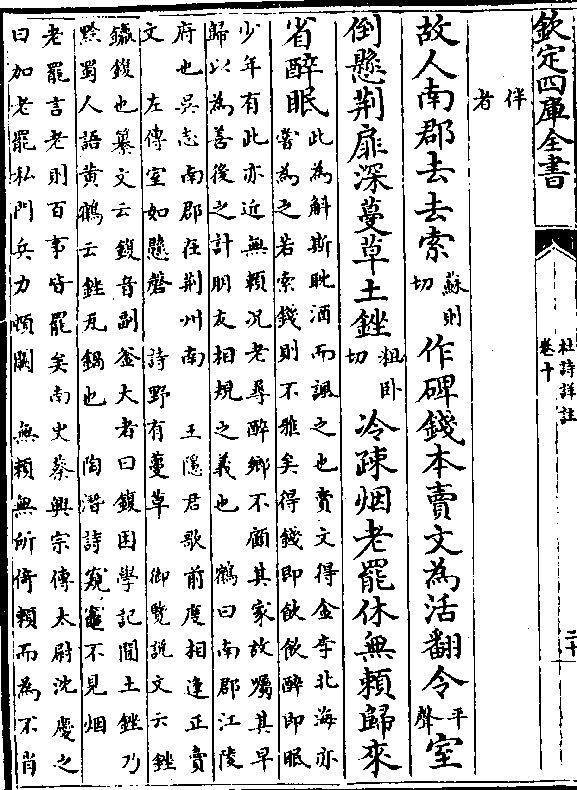 欽定四庫全書
杜詩詳註
卷十
二十
伴
者
故人南郡去去索蘇則切作碑錢本賣文為活翻令平聲室
倒懸荆扉深蔓草土銼粗卧切冷疎烟老罷休無賴歸來
省醉眠此為斛斯耽酒而諷之也賣文得金李北海亦
嘗為之若索錢則不雅矣得錢即飲飲醉即眠
少年有此亦近無賴况老尋醉鄉不顧其家故嘱其早
歸以為善後之計朋友相規之義也 鶴曰南郡江陵
府也吳志南郡在荆州南 王隠君歌前度相逢正賣
文 左傳室如懸磬 詩野有蔓草 御覽說文云銼
䥶鍑也纂文云鍑音副釜大者曰鍑困學記聞土銼乃
黔蜀人語黄鶴云銼瓦鍋也 陶潛詩窺竈不見烟
老罷言老則百事皆罷矣南史蔡興宗傳太尉沈慶之
曰加老罷私門兵力頓闕 無賴無所倚賴而為不肖